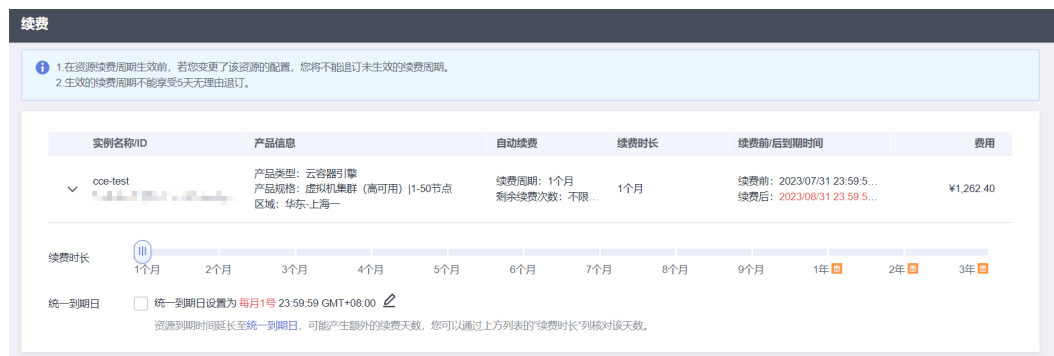 续费
1.在资源续费周期生效前，若您变更了该资源的配置，您将不能退订未生效的续费周期。
2.生效的续费周期不能享受5天无理由退订。
实例名称/ID 产品信息 自动续费 续费时长 续费前/后到期时间 费用
cce-test
产品类型：云容器引擎
产品规格：虚拟机集群（高可用）|1-50节点
区域：华东-上海一
续费周期：1个月
剩余续费次数：不限...
1个月
续费前：2023/07/31 23:59:5...
续费后：2023/08/31 23:59:5...
¥1,262.40
续费时长
1个月 2个月 3个月 4个月 5个月 6个月 7个月 8个月 9个月 1年 2年 3年
统一到期日 统一到期日设置为 每月1号 23:59:59 GMT+08:00
资源到期时间延长至统一到期日，可能产生额外的续费天数，您可以通过上方列表的"续费时长"列核对该天数。